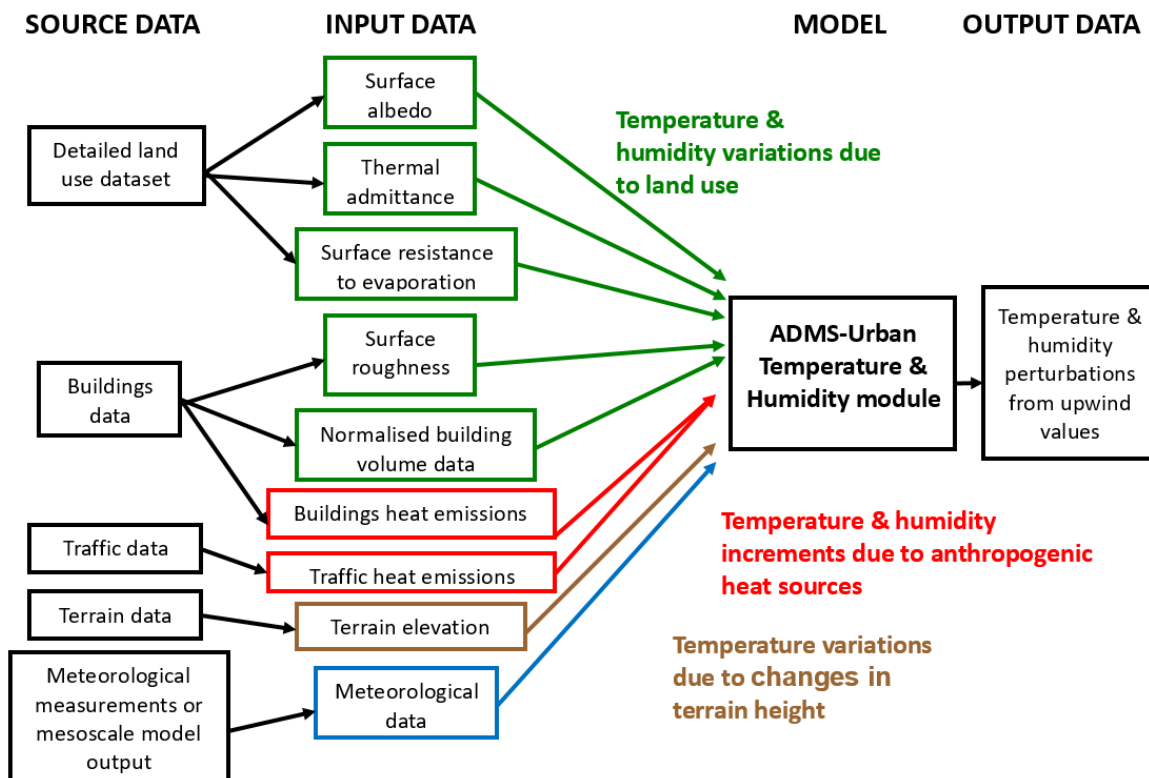 SOURCE DATA
INPUT DATA
MODEL
OUTPUT DATA
Detailed land
use dataset
Buildings
data
Traffic data
Terrain data
Meteorological
measurements or
mesoscale model
output
Surface
albedo
Thermal
admittance
Surface resistance
to evaporation
Surface
roughness
Normalised building
volume data
Buildings heat emissions
Traffic heat emissions
Terrain elevation
Meteorological
data
Temperature &
humidity variations due
to land use
ADMS-Urban
Temperature &
Humidity module
Temperature &
humidity
perturbations
from upwind
values
Temperature & humidity
increments due to anthropogenic
heat sources
Temperature variations
due to changes in
terrain height